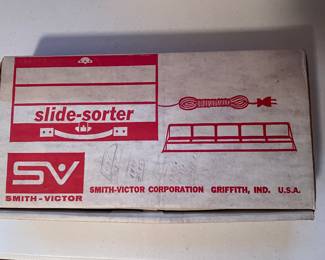 slide-sorter
SV
SMITH-VICTOR
SMITH-VICTOR CORPORATION GRIFFITH, IND. U.S.A.